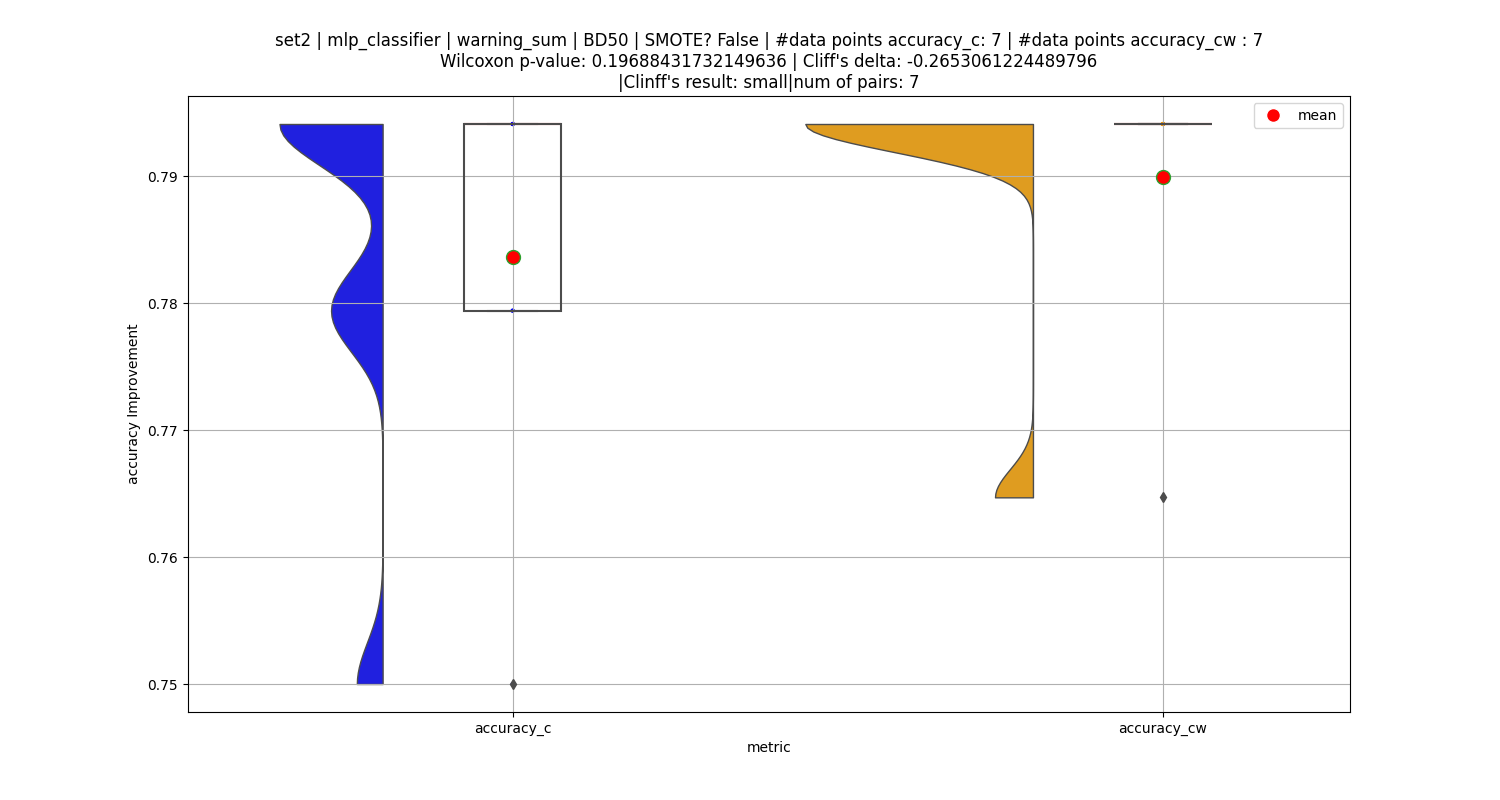 set2 | mlp_classifier | warning_sum | BD50 | SMOTE? False | #data points accuracy_c: 7 | #data points accuracy_cw : 7
Wilcoxon p-value: 0.19688431732149636 | Cliff's delta: -0.2653061224489796
|Clinff's result: small|num of pairs: 7
mean
0.79
0.78
0.77
0.76
0.75
accuracy Improvement
accuracy_c
accuracy_cw
metric